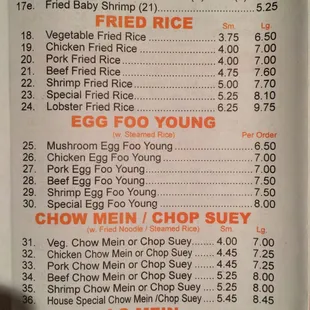 17e. Fried Baby Shrimp (21) 5.25
FRIED RICE Sm. Lg.
18. Vegetable Fried Rice 3.75 6.50
19. Chicken Fried Rice 4.00 7.00
20. Pork Fried Rice 4.00 7.00
21. Beef Fried Rice 4.75 7.60
22. Shrimp Fried Rice 5.00 7.70
23. Special Fried Rice 5.25 8.10
24. Lobster Fried Rice 6.25 9.75
EGG FOO YOUNG
(w. Steamed Rice) Per Order
25. Mushroom Egg Foo Young 6.50
26. Chicken Egg Foo Young 7.00
27. Pork Egg Foo Young 7.00
28. Beef Egg Foo Young 7.50
29. Shrimp Egg Foo Young 7.50
30. Special Egg Foo Young 8.00
CHOW MEIN / CHOP SUEY
(w. Fried Noodle / Steamed Rice) Sm. Lg.
31. Veg. Chow Mein or Chop Suey 4.00 7.00
32. Chicken Chow Mein or Chop Suey 4.45 7.25
33. Pork Chow Mein or Chop Suey 4.45 7.25
34. Beef Chow Mein or Chop Suey 5.25 8.00
35. Shrimp Chow Mein or Chop Suey 5.25 8.00
36. House Special Chow Mein /Chop Suey 5.45 8.45